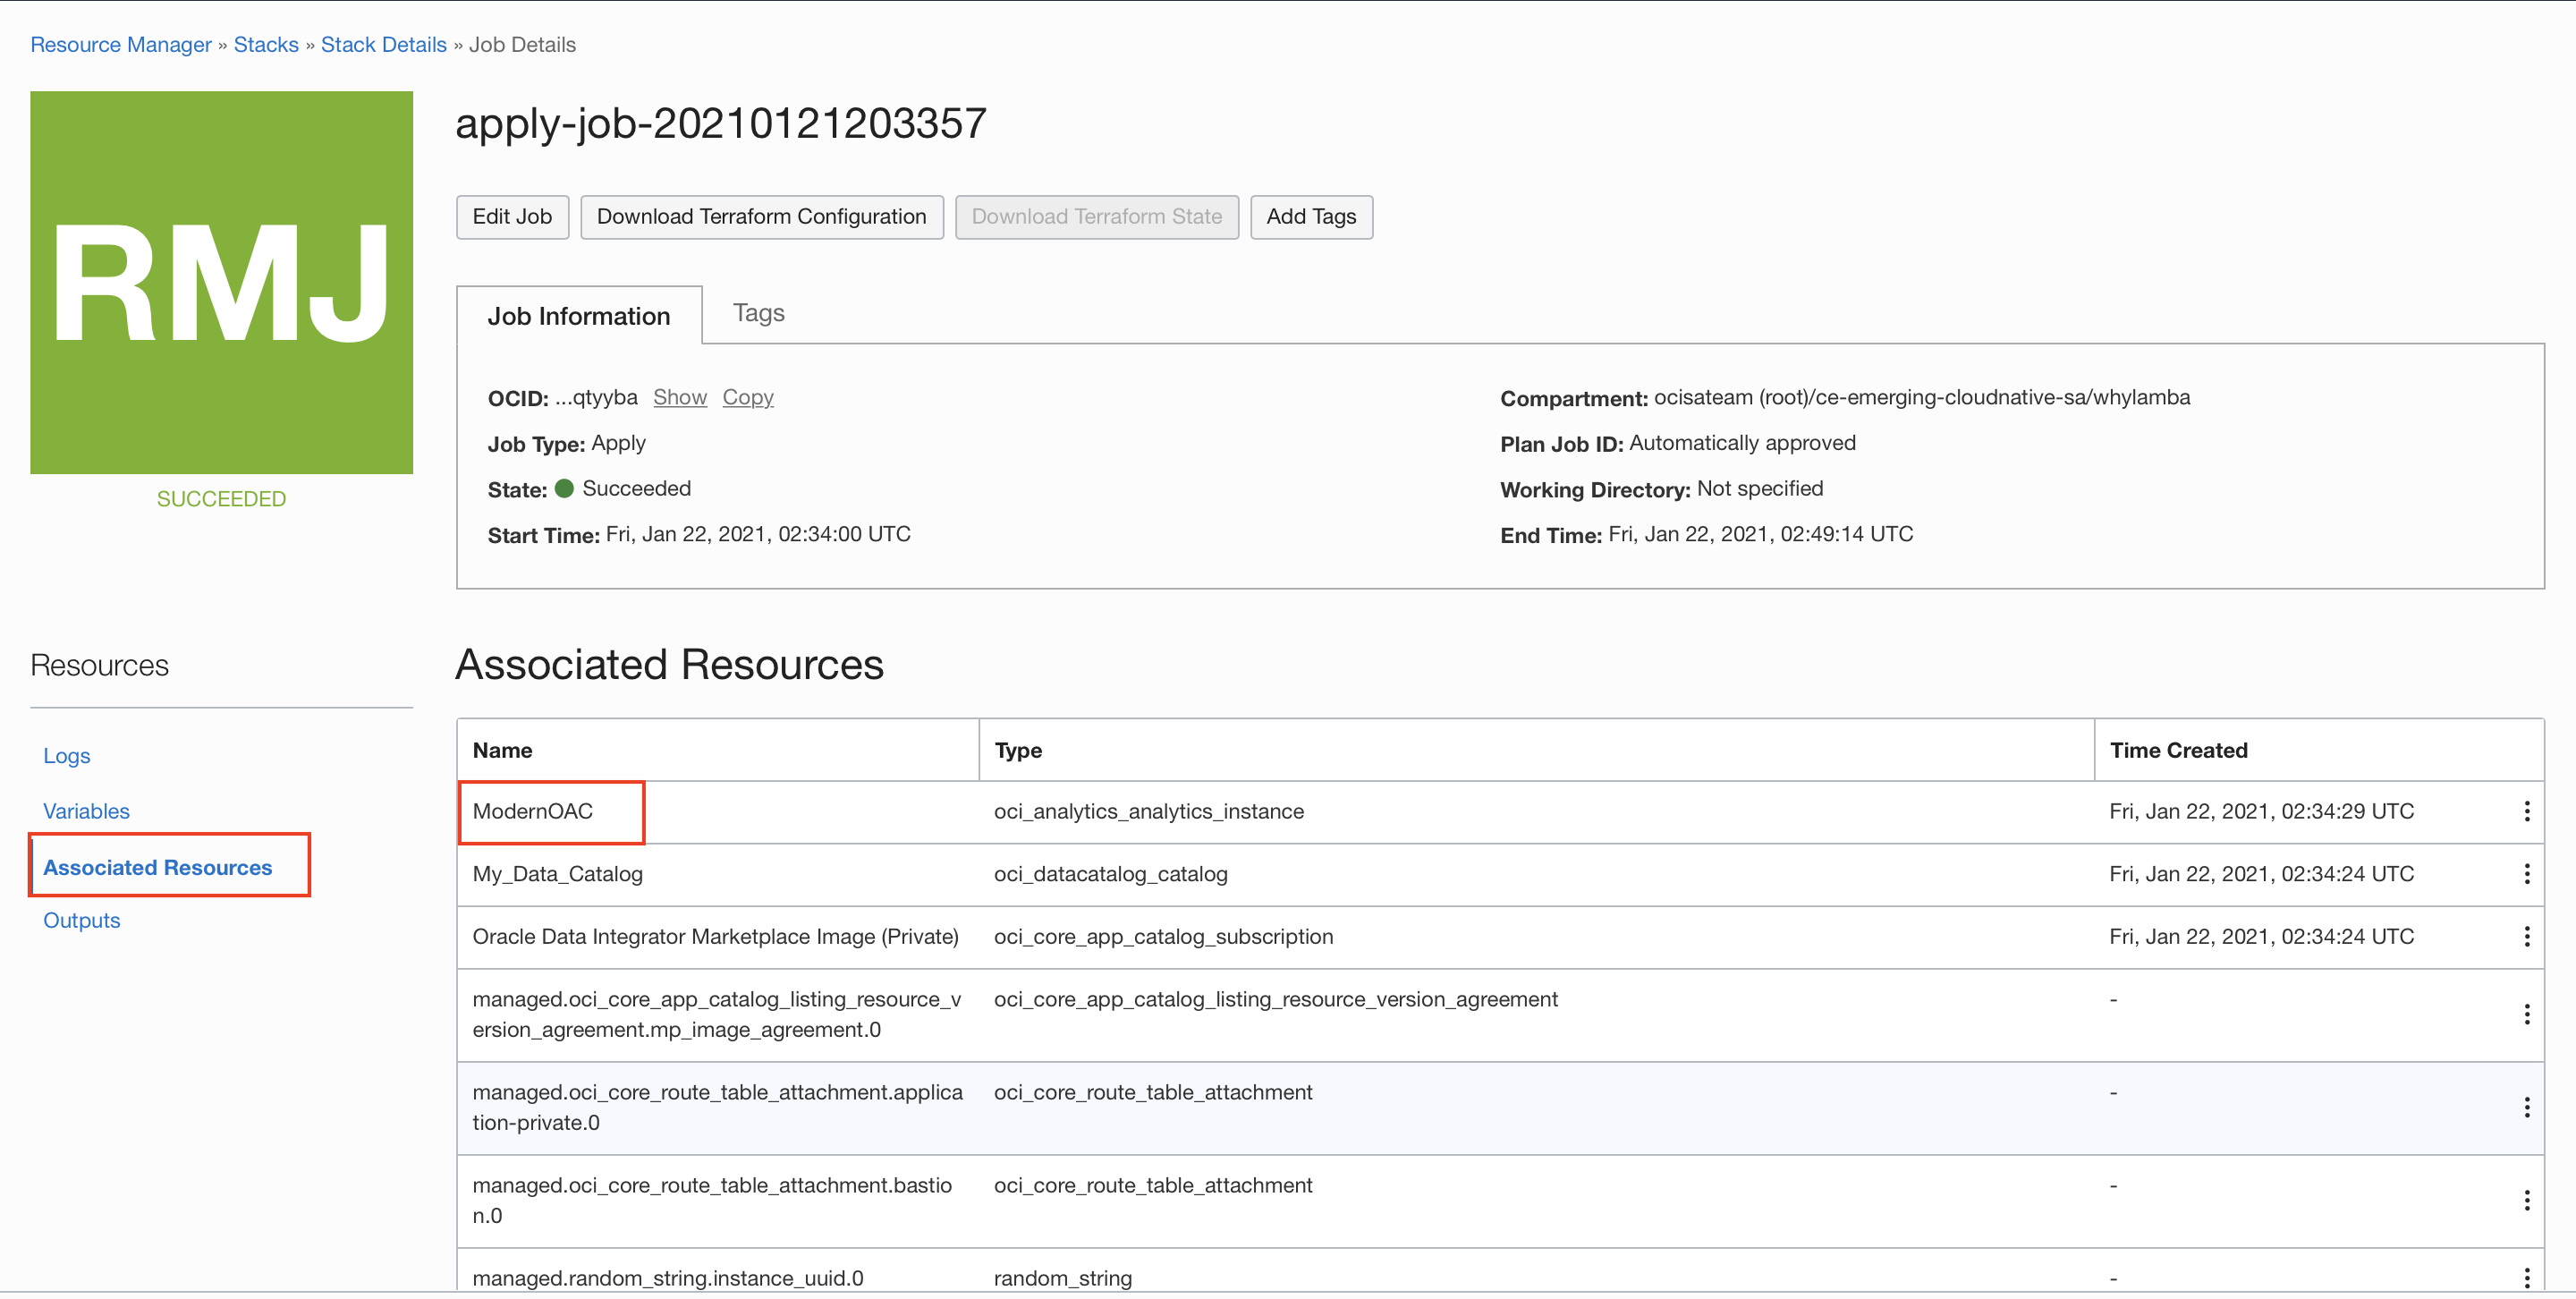 Resource Manager » Stacks » Stack Details » Job Details
RMJ
SUCCEEDED
apply-job-20210121203357
Edit Job Download Terraform Configuration Download Terraform State Add Tags
Job Information Tags
OCID: ...qtyyba Show Copy
Job Type: Apply
State: Succeeded
Start Time: Fri, Jan 22, 2021, 02:34:00 UTC
Compartment: ocisateam (root)/ce-emerging-cloudnative-sa/whylamba
Plan Job ID: Automatically approved
Working Directory: Not specified
End Time: Fri, Jan 22, 2021, 02:49:14 UTC
Resources
Logs
Variables
Associated Resources
Outputs
Associated Resources
Name Type Time Created
ModernOAC oci_analytics_analytics_instance Fri, Jan 22, 2021, 02:34:29 UTC
My_Data_Catalog oci_datacatalog_catalog Fri, Jan 22, 2021, 02:34:24 UTC
Oracle Data Integrator Marketplace Image (Private) oci_core_app_catalog_subscription Fri, Jan 22, 2021, 02:34:24 UTC
managed.oci_core_app_catalog_listing_resource_v oci_core_app_catalog_listing_resource_version_agreement -
ersion_agreement.mp_image_agreement.0
managed.oci_core_route_table_attachment.applica oci_core_route_table_attachment -
tion-private.0
managed.oci_core_route_table_attachment.bastio oci_core_route_table_attachment -
n.0
managed.random_string.instance_uuid.0 random_string -